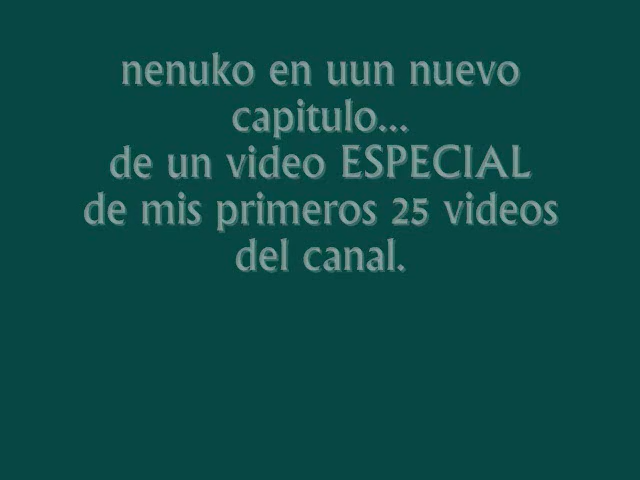 nenuko en uun nuevo
capitulo...
de un video ESPECIAL
de mis primeros 25 videos
del canal.